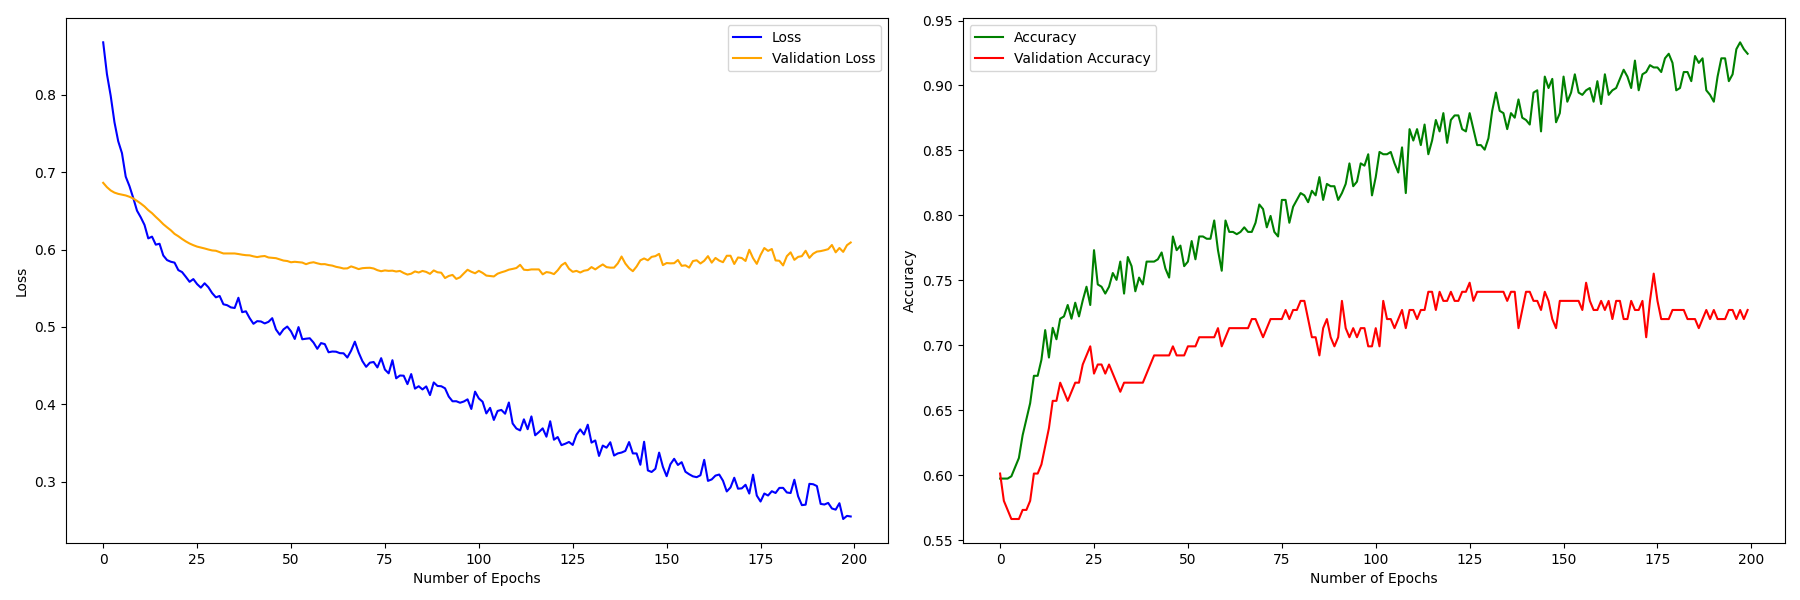 Loss
Validation Loss
0.8
0.7
0.6
0.5
0.4
0.3
Loss
0 25 50 75 100 125 150 175 200
Number of Epochs
Accuracy
Validation Accuracy
0.95
0.90
0.85
0.80
0.75
0.70
0.65
0.60
0.55
Accuracy
0 25 50 75 100 125 150 175 200
Number of Epochs